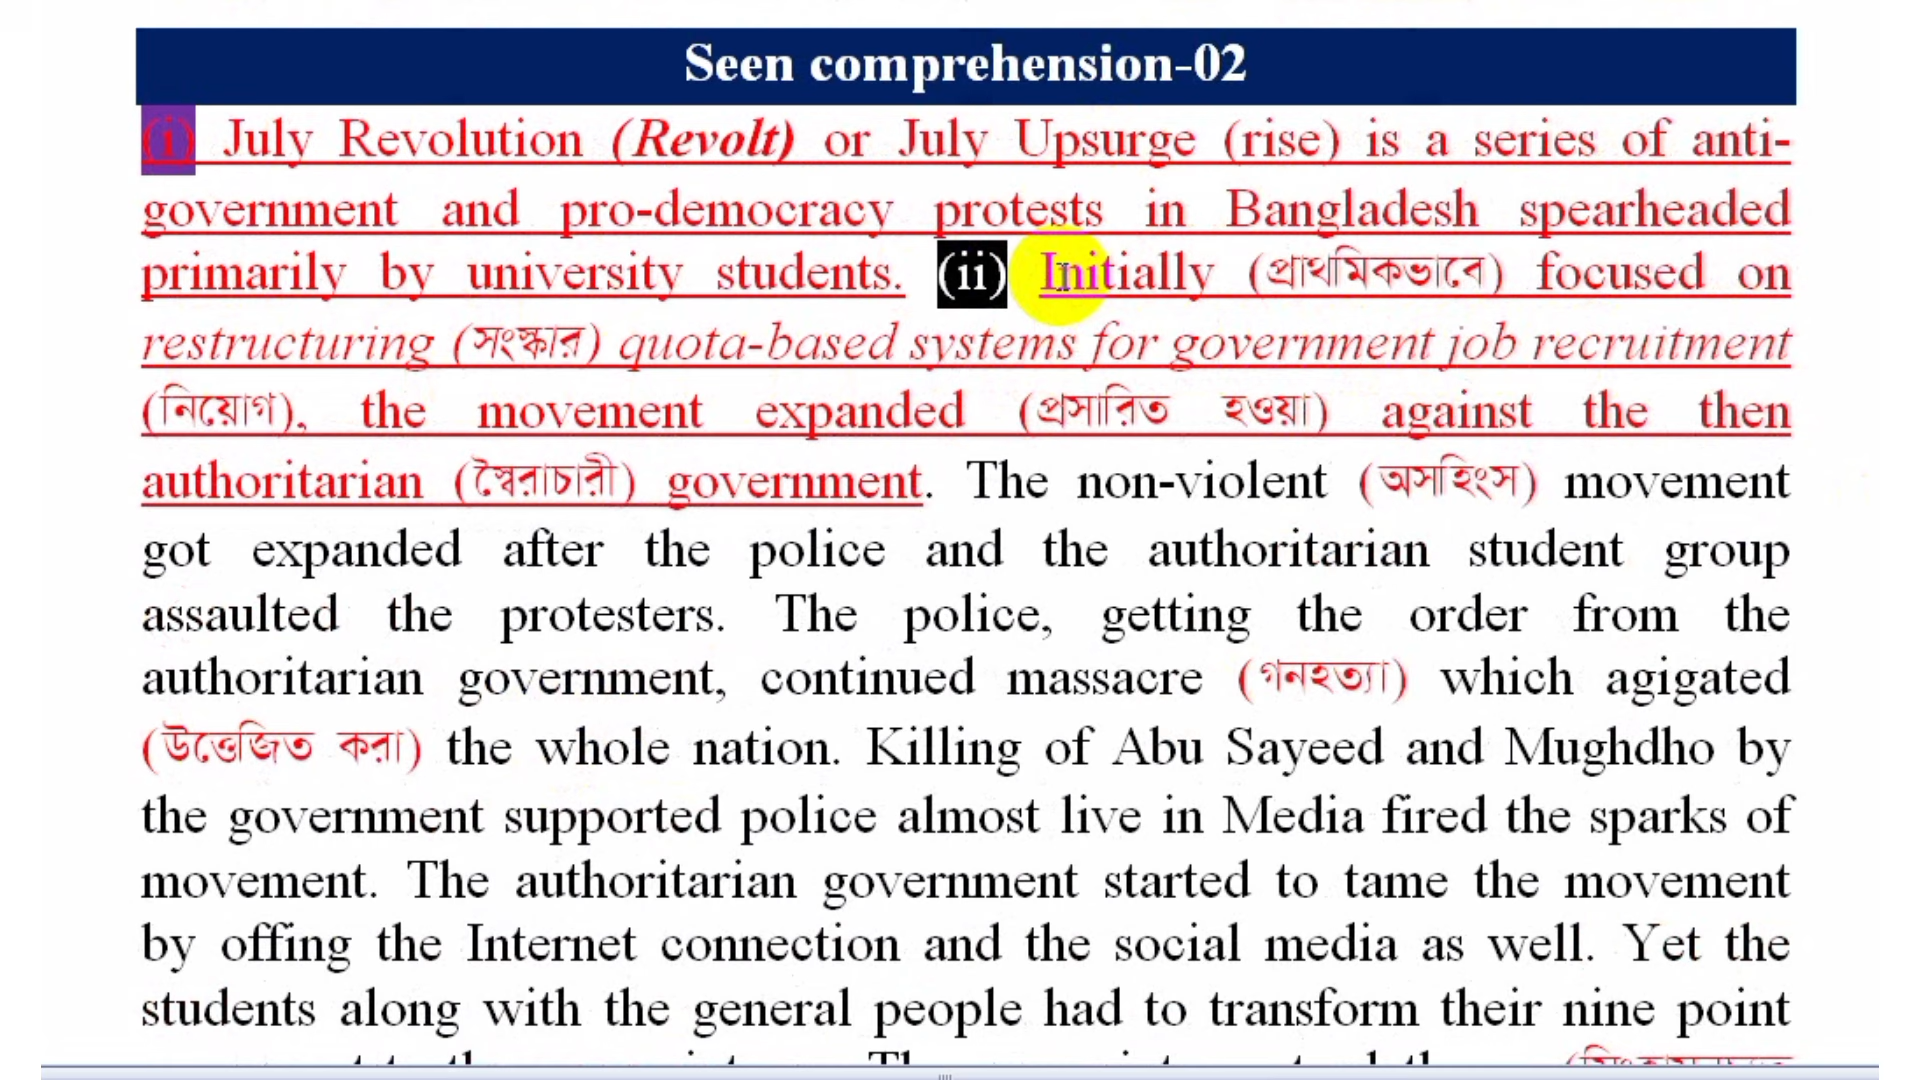 Seen comprehension-02
(i) July Revolution (Revolt) or July Upsurge (rise) is a series of anti-
government and pro-democracy protests in Bangladesh spearheaded
primarily by university students. (ii) Initially (প্রাথমিকভাবে) focused on
restructuring (সংস্কার) quota-based systems for government job recruitment
(নিয়োগ), the movement expanded (প্রসারিত হওয়া) against the then
authoritarian (স্বৈরাচারী) government. The non-violent (অসহিংস) movement
got expanded after the police and the authoritarian student group
assaulted the protesters. The police, getting the order from the
authoritarian government, continued massacre (গনহত্যা) which agigated
(উত্তেজিত করা) the whole nation. Killing of Abu Sayeed and Mughdho by
the government supported police almost live in Media fired the sparks of
movement. The authoritarian government started to tame the movement
by offing the Internet connection and the social media as well. Yet the
students along with the general people had to transform their nine point